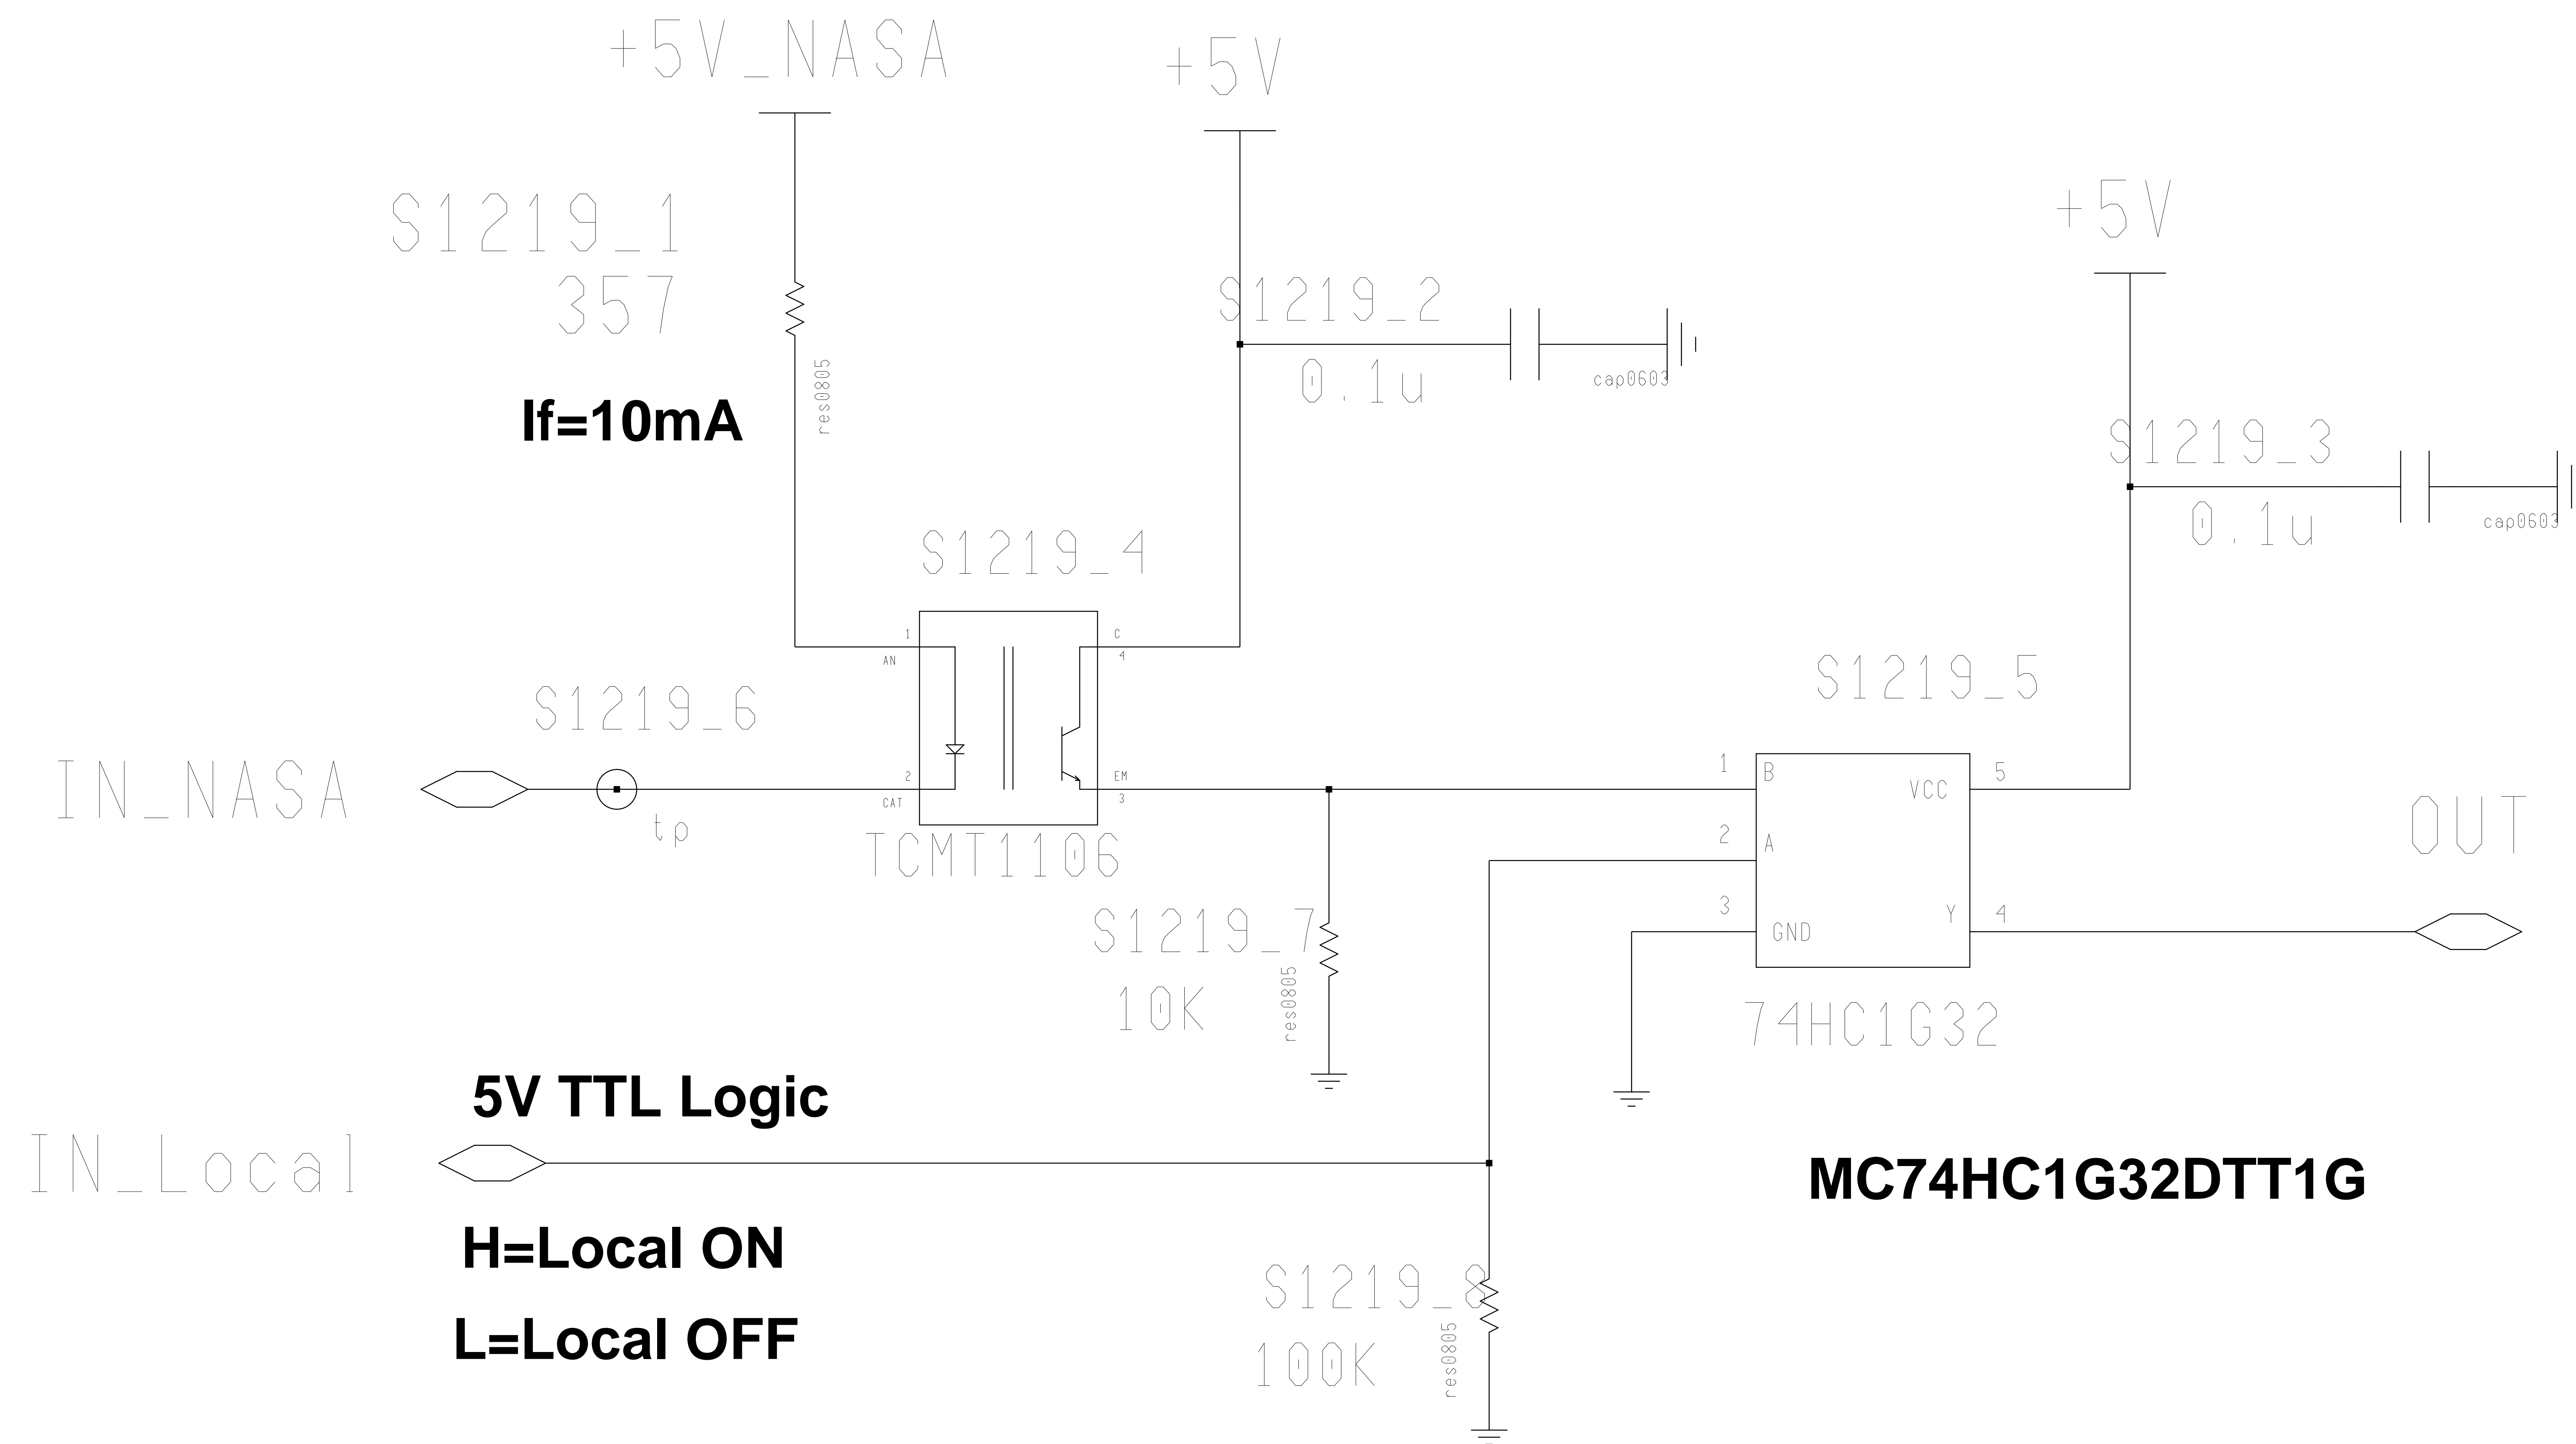 +5V_NASA
+5V
+5V
S1219_1
357
res0805
If=10mA
S1219_2
0.1u
cap0603
S1219_3
0.1u
cap0603
S1219_4
1
AN
C
4
2
CAT
EM
3
TCMT1106
S1219_6
IN_NASA
tp
S1219_5
1
B
VCC
5
2
A
3
GND
Y
4
74HC1G32
OUT
S1219_7
10K
res0805
5V TTL Logic
IN_Local
H=Local ON
L=Local OFF
MC74HC1G32DTT1G
S1219_8
100K
res0805